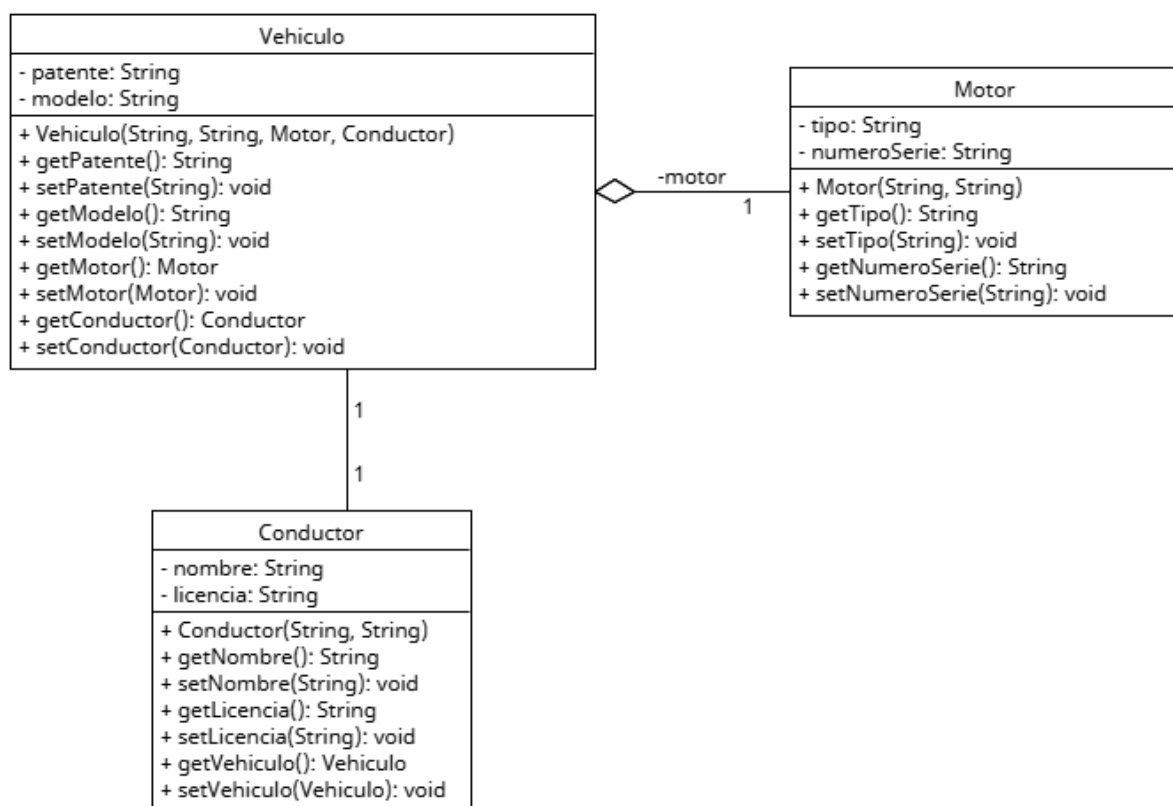 Vehiculo
- patente: String
- modelo: String
+ Vehiculo(String, String, Motor, Conductor)
+ getPatente(): String
+ setPatente(String): void
+ getModelo(): String
+ setModelo(String): void
+ getMotor(): Motor
+ setMotor(Motor): void
+ getConductor(): Conductor
+ setConductor(Conductor): void
-motor
1
Motor
- tipo: String
- numeroSerie: String
+ Motor(String, String)
+ getTipo(): String
+ setTipo(String): void
+ getNumeroSerie(): String
+ setNumeroSerie(String): void
1
1
Conductor
- nombre: String
- licencia: String
+ Conductor(String, String)
+ getNombre(): String
+ setNombre(String): void
+ getLicencia(): String
+ setLicencia(String): void
+ getVehiculo(): Vehiculo
+ setVehiculo(Vehiculo): void